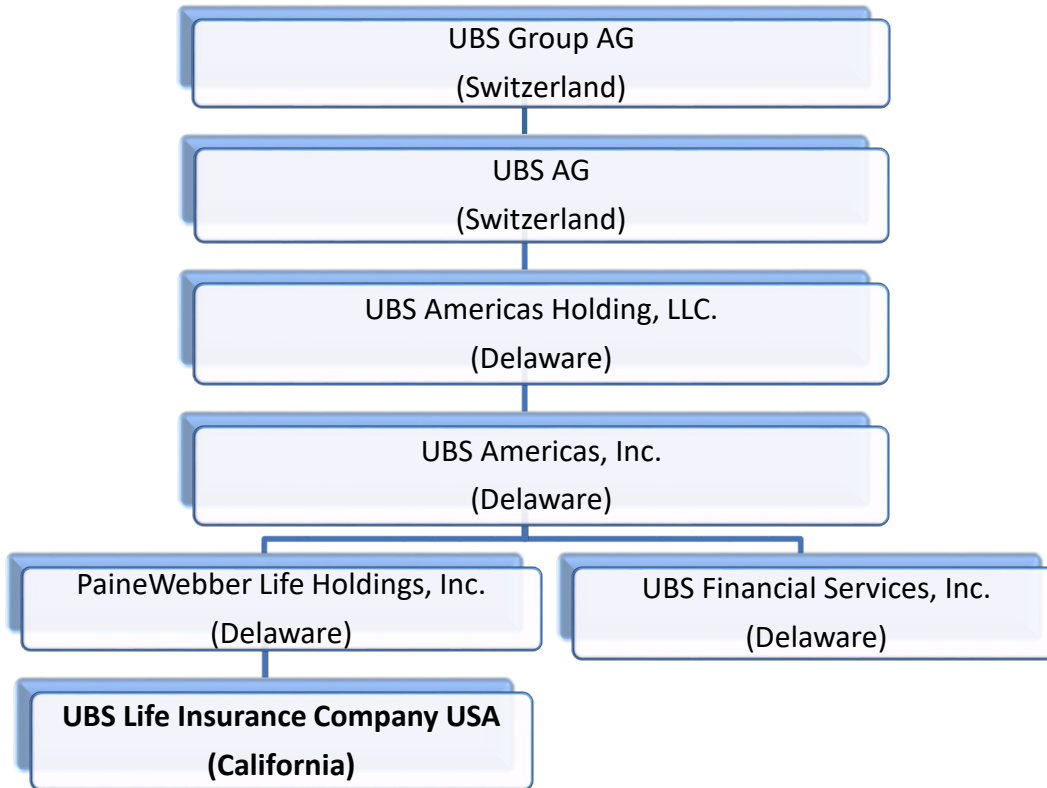 UBS Group AG
(Switzerland)
UBS AG
(Switzerland)
UBS Americas Holding, LLC.
(Delaware)
UBS Americas, Inc.
(Delaware)
PaineWebber Life Holdings, Inc.
(Delaware)
UBS Financial Services, Inc.
(Delaware)
UBS Life Insurance Company USA
(California)